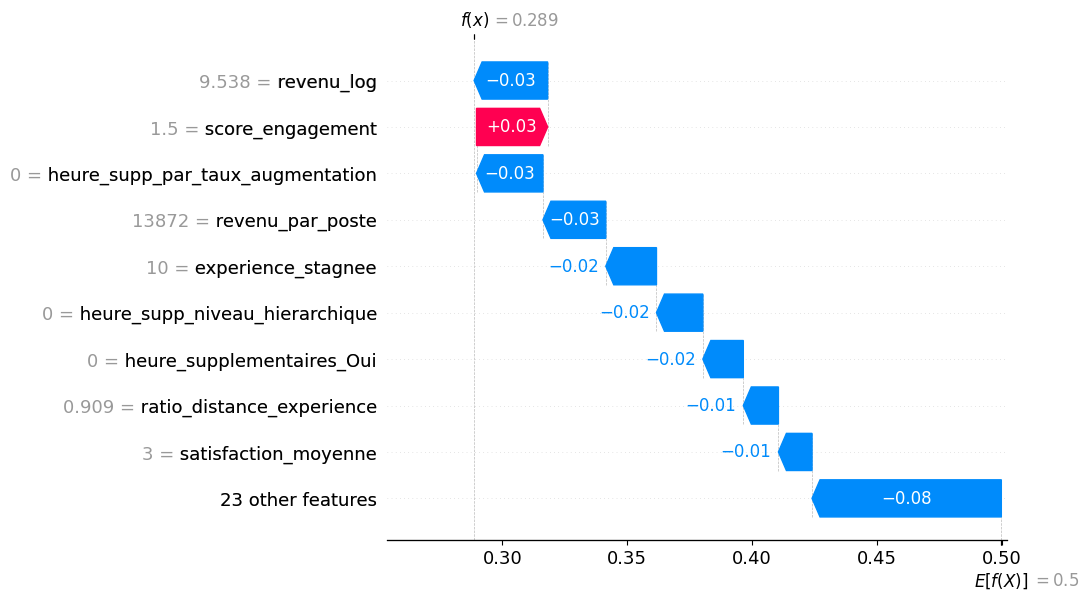 f(x) = 0.289
9.538 = revenu_log −0.03
1.5 = score_engagement +0.03
0 = heure_supp_par_taux_augmentation −0.03
13872 = revenu_par_poste −0.03
10 = experience_stagnee −0.02
0 = heure_supp_niveau_hierarchique −0.02
0 = heure_supplementaires_Oui −0.02
0.909 = ratio_distance_experience −0.01
3 = satisfaction_moyenne −0.01
23 other features −0.08
0.30 0.35 0.40 0.45 0.50
E[f(X)] = 0.5